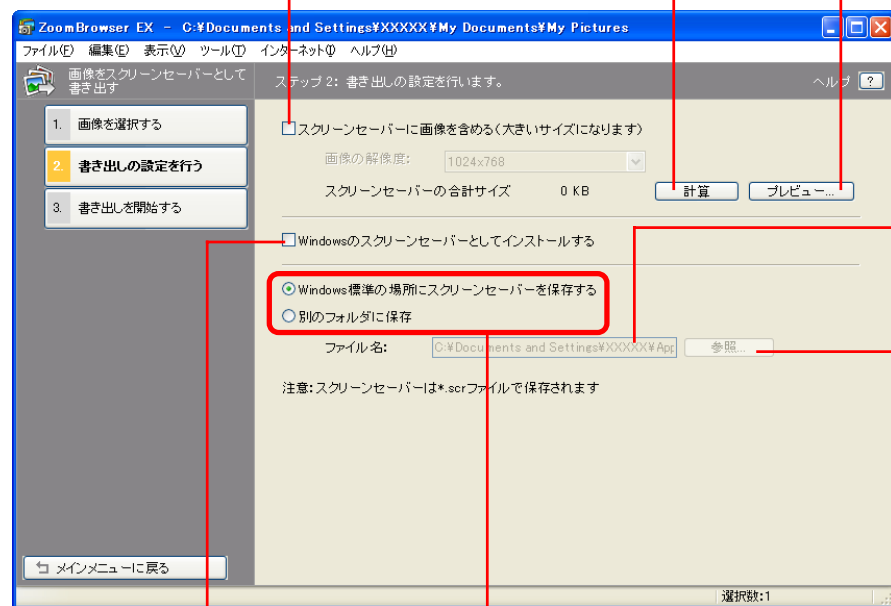 ZoomBrowser EX - C:¥Documents and Settings¥XXXXX¥My Documents¥My Pictures
ファイル(F) 編集(E) 表示(V) ツール(T) インターネット(I) ヘルプ(H)
画像をスクリーンセーバーとして
書き出す
ステップ 2: 書き出しの設定を行います。
ヘルプ ?
1. 画像を選択する
2. 書き出しの設定を行う
3. 書き出しを開始する
スクリーンセーバーに画像を含める(大きいサイズになります)
画像の解像度: 1024x768
スクリーンセーバーの合計サイズ 0 KB 計算 プレビュー...
Windowsのスクリーンセーバーとしてインストールする
Windows標準の場所にスクリーンセーバーを保存する
別のフォルダに保存
ファイル名: C:¥Documents and Settings¥XXXXX¥App 参照...
注意:スクリーンセーバーは*.scrファイルで保存されます
メインメニューに戻る
選択数:1